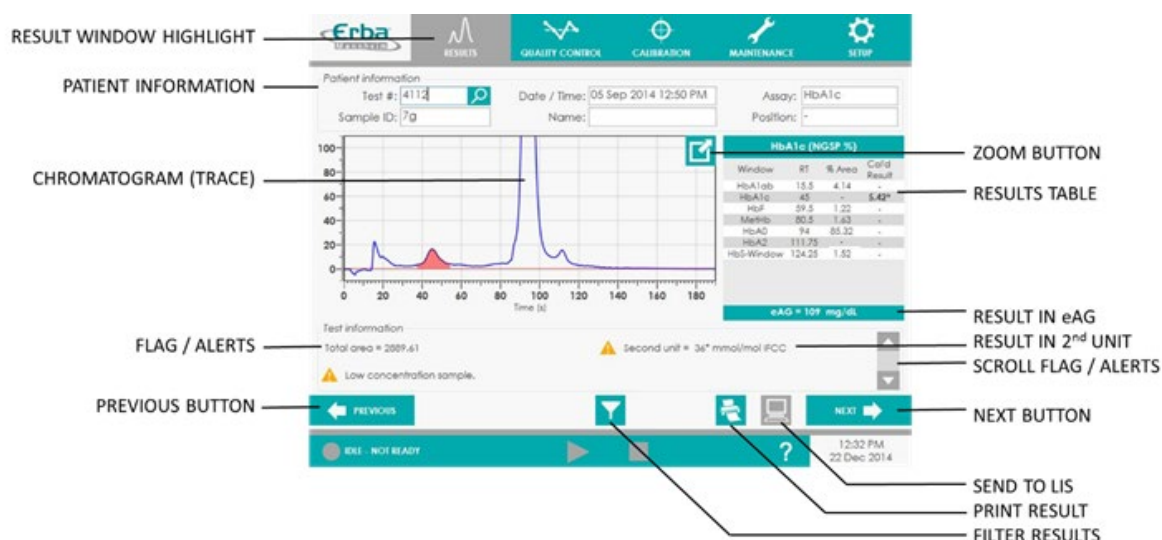 RESULT WINDOW HIGHLIGHT
Erba
Mannheim
RESULTS
QUALITY CONTROL
CALIBRATION
MAINTENANCE
SETUP
PATIENT INFORMATION
Patient information
Test #: 4112
Date / Time: 05 Sep 2014 12:50 PM
Assay: HbA1c
Sample ID: 7g
Name:
Position: -
CHROMATOGRAM (TRACE)
100
80
60
40
20
0
0 20 40 60 80 100 120 140 160 180
Time (s)
HbA1c (NGSP %)
Window RT % Area Cal'd Result
HbA1ab 15.5 4.14 -
HbA1c 45 - 5.42*
HbF 59.5 1.22 -
MetHb 80.5 1.63 -
HbA0 94 85.32 -
HbA2 111.75 - -
HbS-Window 124.25 1.52 -
eAG = 109 mg/dL
ZOOM BUTTON
RESULTS TABLE
RESULT IN eAG
RESULT IN 2nd UNIT
SCROLL FLAG / ALERTS
FLAG / ALERTS
Test information
Total area = 2889.61
Second unit = 36* mmol/mol IFCC
Low concentration sample.
PREVIOUS BUTTON
PREVIOUS
NEXT
NEXT BUTTON
IDLE - NOT READY
?
12:32 PM
22 Dec 2014
SEND TO LIS
PRINT RESULT
FILTER RESULTS